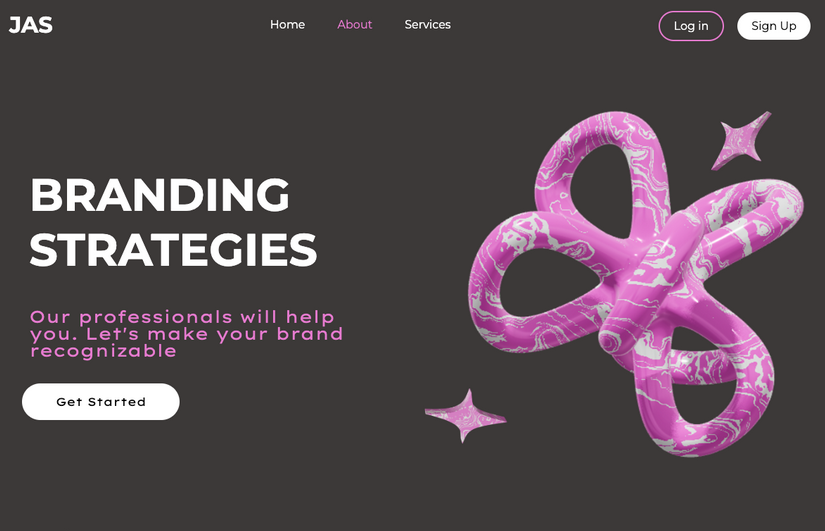 JAS
Home About Services
Log in Sign Up
BRANDING
STRATEGIES
Our professionals will help
you. Let's make your brand
recognizable
Get Started